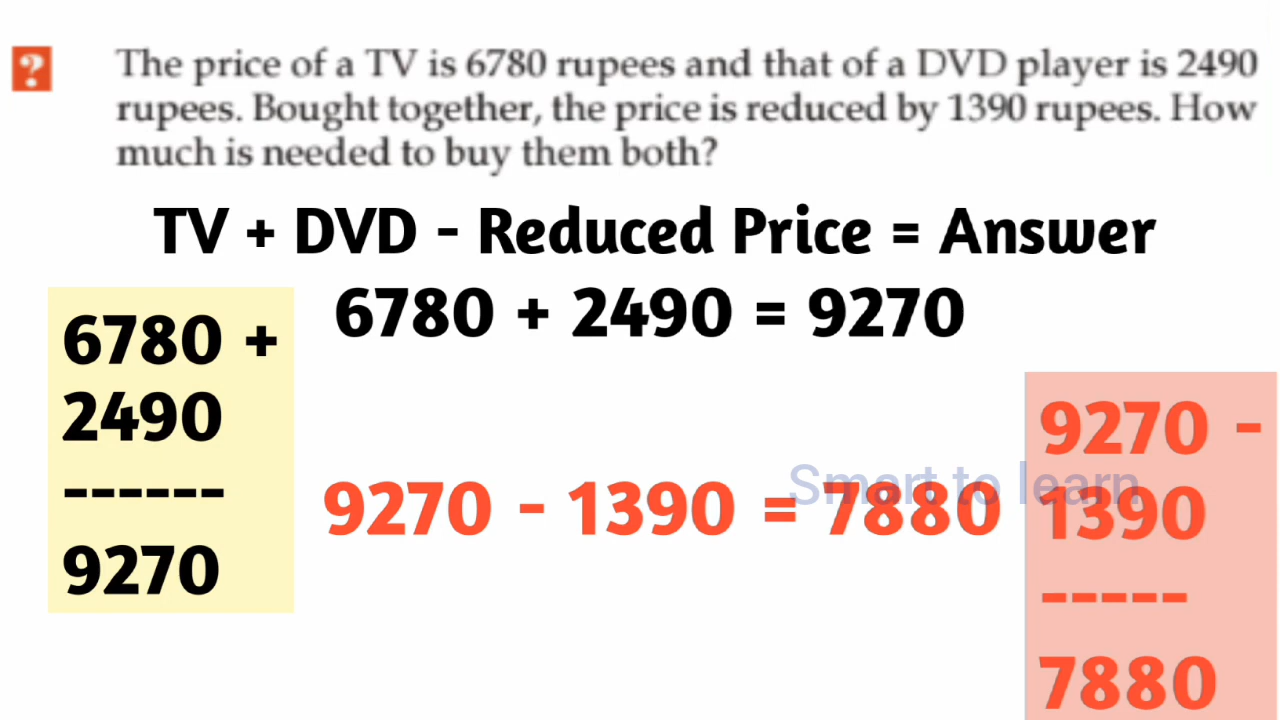 ?
The price of a TV is 6780 rupees and that of a DVD player is 2490
rupees. Bought together, the price is reduced by 1390 rupees. How
much is needed to buy them both?
TV + DVD - Reduced Price = Answer
6780 + 2490 = 9270
6780 +
2490
------
9270
9270 - 1390 = 7880
Smart to learn
9270 -
1390
-----
7880